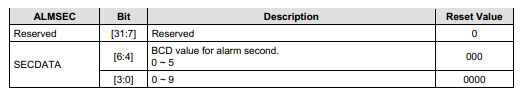 ALMSEC Bit Description Reset Value
Reserved [31:7] Reserved 0
SECDATA [6:4] BCD value for alarm second.
0 ~ 5 000
[3:0] 0 ~ 9 0000